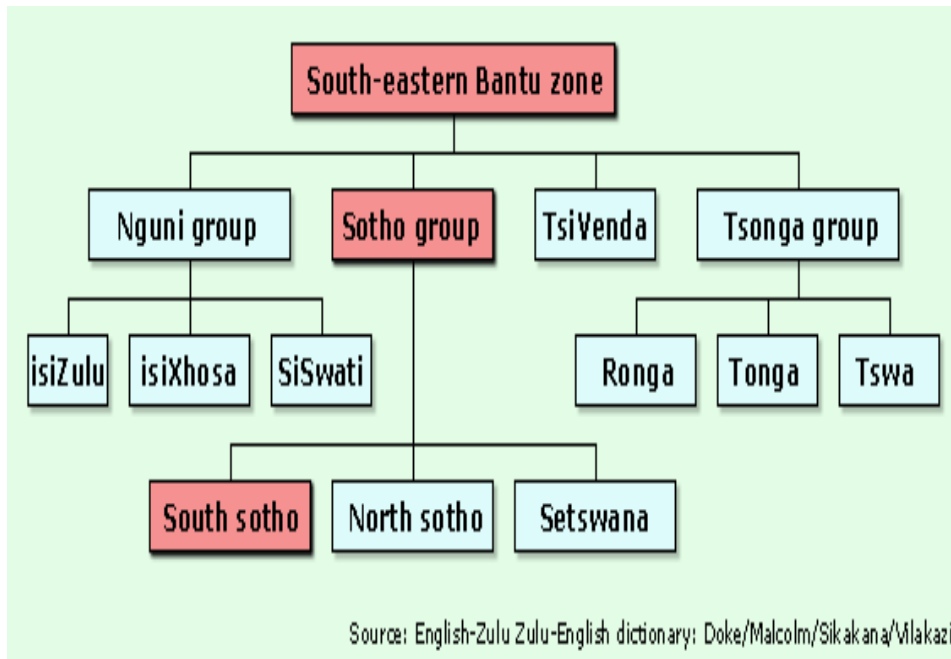 South-eastern Bantu zone
Nguni group
Sotho group
TsiVenda
Tsonga group
isiZulu
isiXhosa
SiSwati
Ronga
Tonga
Tswa
South sotho
North sotho
Setswana
Source: English-Zulu Zulu-English dictionary: Doke/Malcolm/Sikakana/Vilakazi